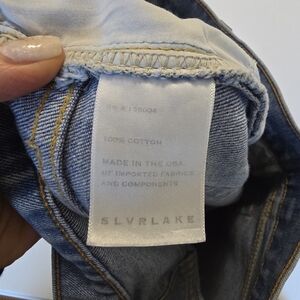 100% COTTON
MADE IN THE USA
OF IMPORTED FABRICS
AND COMPONENTS
SLVRLAKE